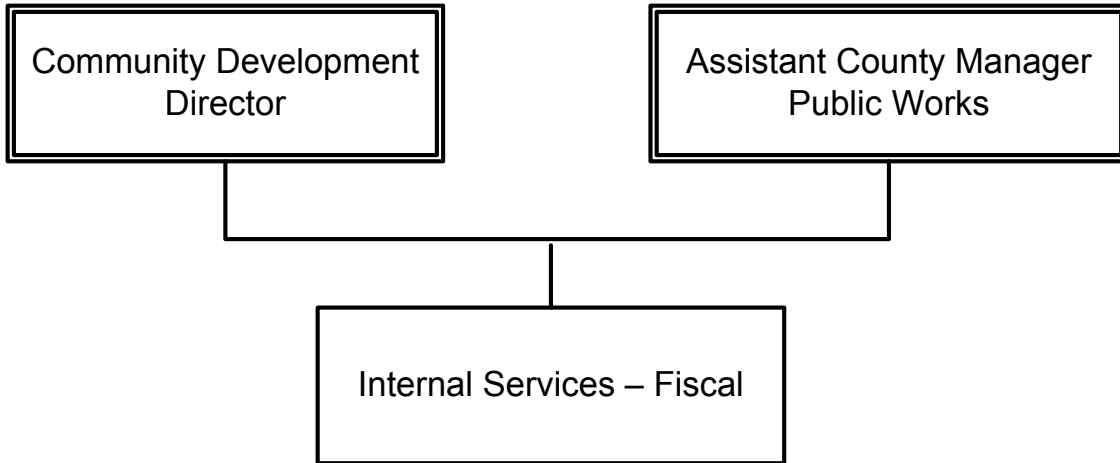 Community Development
Director
Assistant County Manager
Public Works
Internal Services – Fiscal